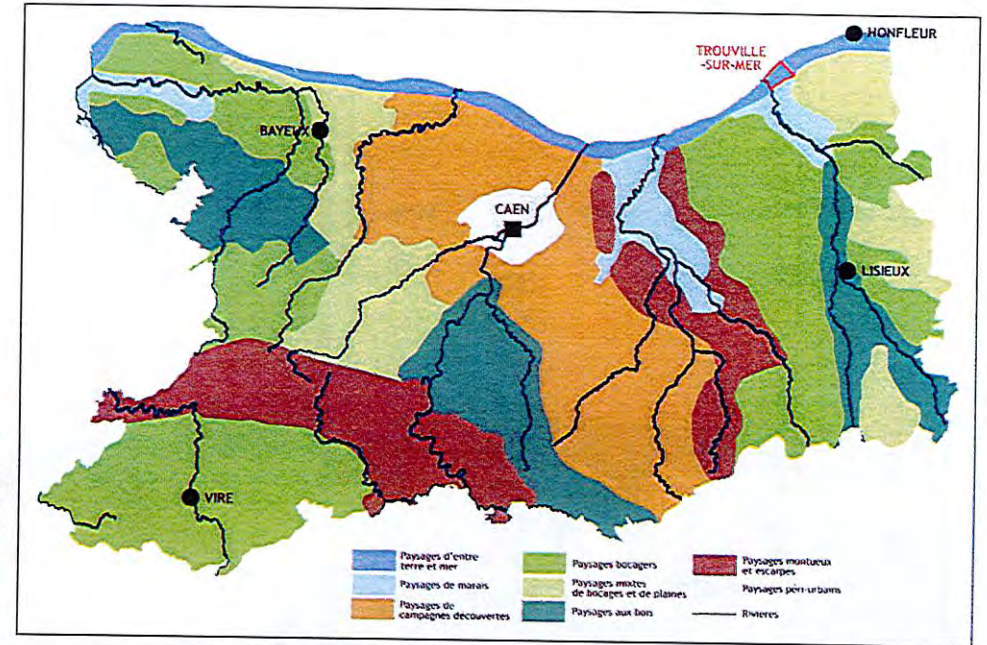 HONFLEUR
TROUVILLE
-SUR-MER
BAYEUX
CAEN
LISIEUX
VIRE
Paysages d'entre
terre et mer
Paysages de marais
Paysages de
campagnes découvertes
Paysages bocagers
Paysages mixtes
de bocages et de plaines
Paysages aux bois
Paysages montueux
et escarpés
Paysages péri-urbains
Rivières